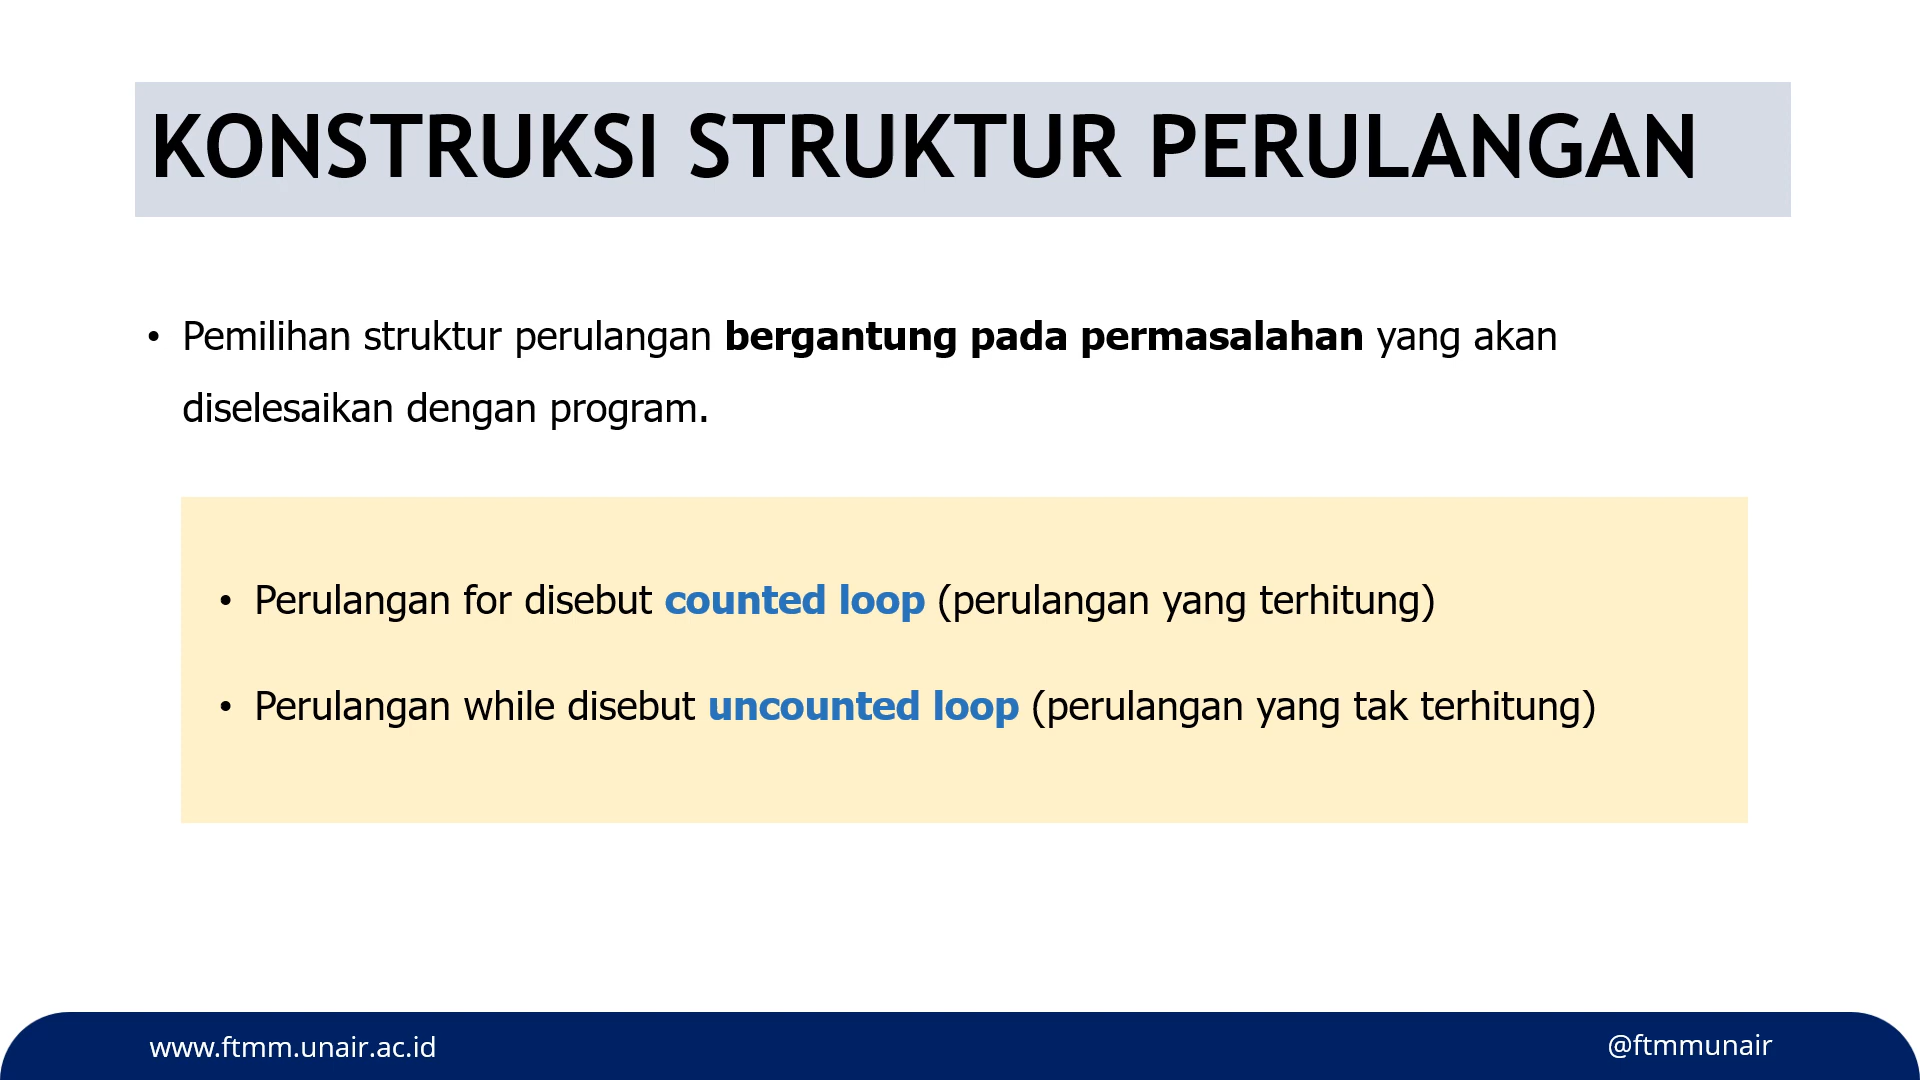 KONSTRUKSI STRUKTUR PERULANGAN
• Pemilihan struktur perulangan bergantung pada permasalahan yang akan
diselesaikan dengan program.
• Perulangan for disebut counted loop (perulangan yang terhitung)
• Perulangan while disebut uncounted loop (perulangan yang tak terhitung)
www.ftmm.unair.ac.id
@ftmmunair